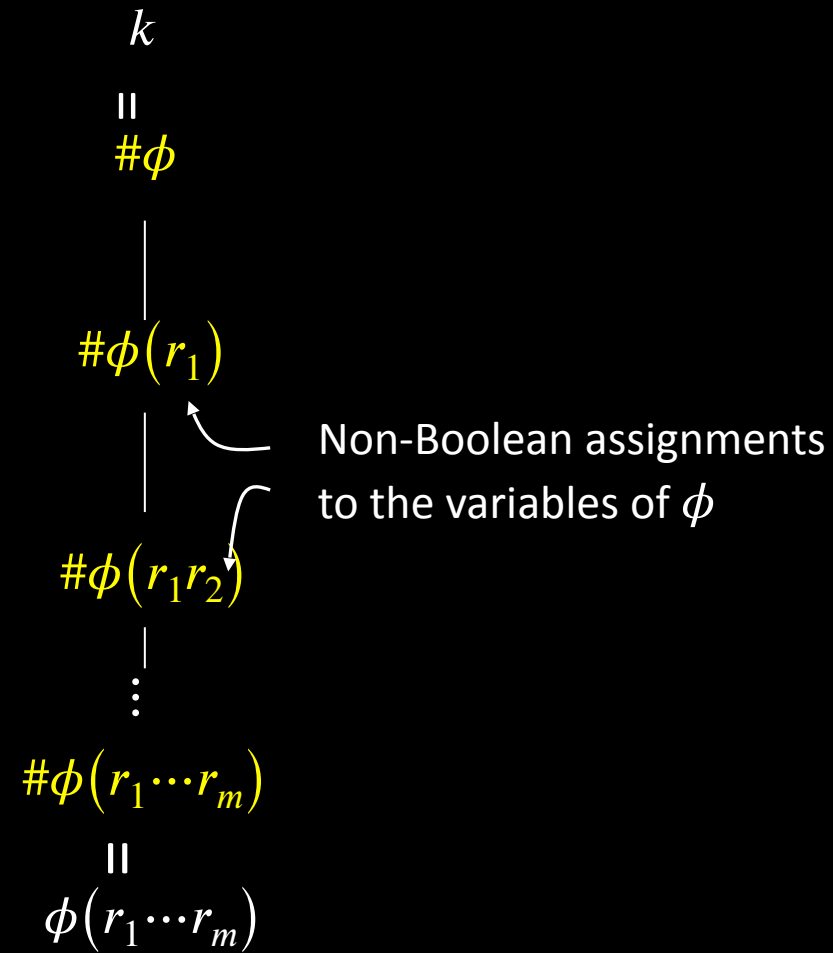 k
=
#ϕ
#ϕ(r₁)
Non-Boolean assignments
to the variables of ϕ
#ϕ(r₁r₂)
⋮
#ϕ(r₁⋯rₘ)
=
ϕ(r₁⋯rₘ)